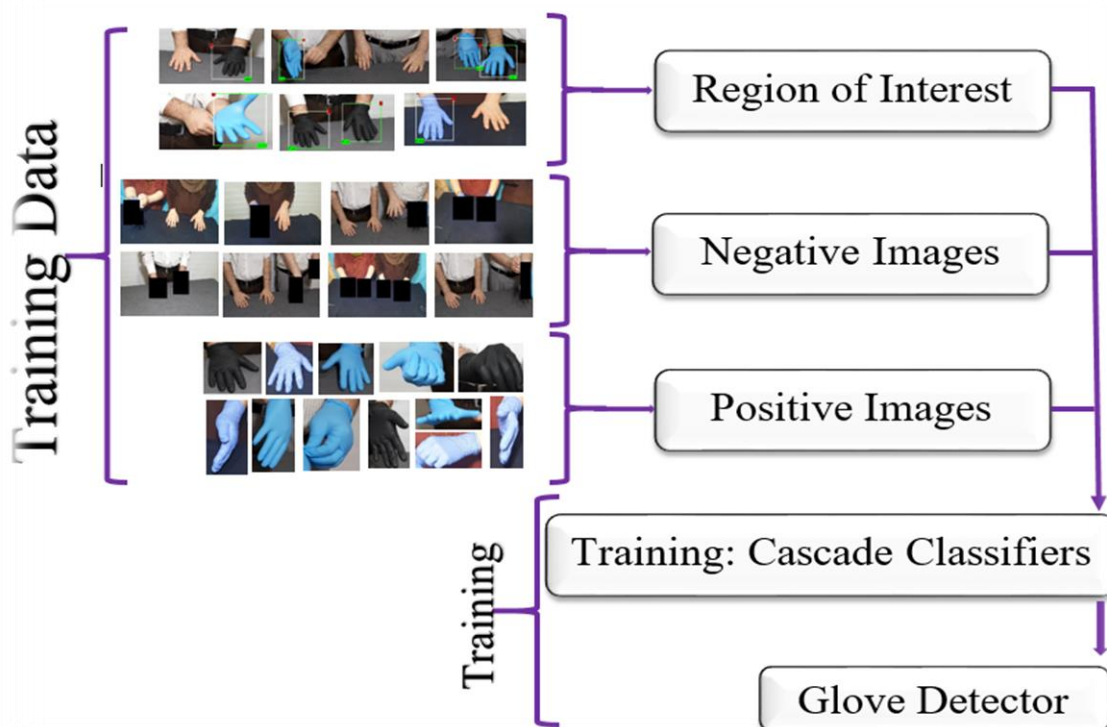 Training Data
Region of Interest
Negative Images
Positive Images
Training
Training: Cascade Classifiers
Glove Detector